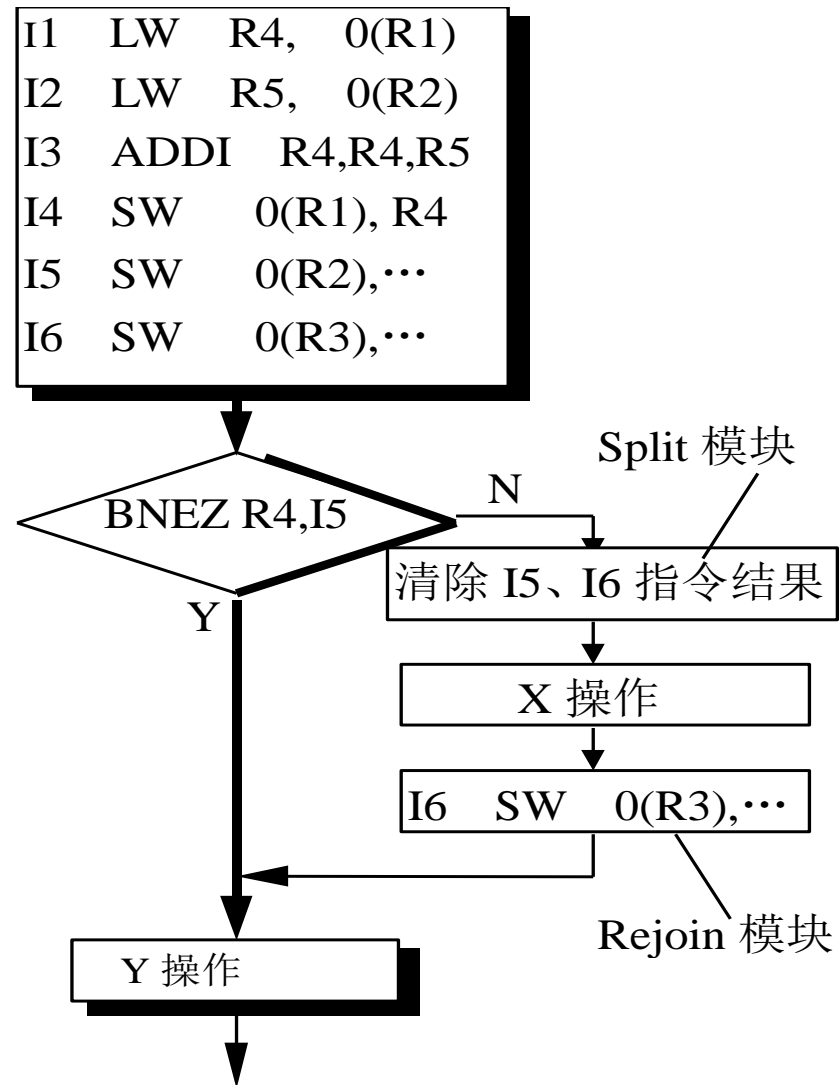 I1 LW R4, 0(R1)
I2 LW R5, 0(R2)
I3 ADDI R4,R4,R5
I4 SW 0(R1), R4
I5 SW 0(R2),…
I6 SW 0(R3),…
Split 模块
BNEZ R4,I5
N
清除 I5、I6 指令结果
Y
X 操作
I6 SW 0(R3),…
Rejoin 模块
Y 操作